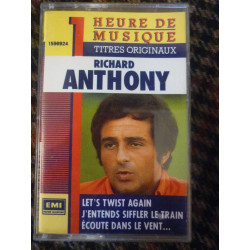 1 HEURE DE
MUSIQUE
1599924
TITRES ORIGINAUX
RICHARD
ANTHONY
LET'S TWIST AGAIN
J'ENTENDS SIFFLER LE TRAIN
ÉCOUTE DANS LE VENT...
EMI